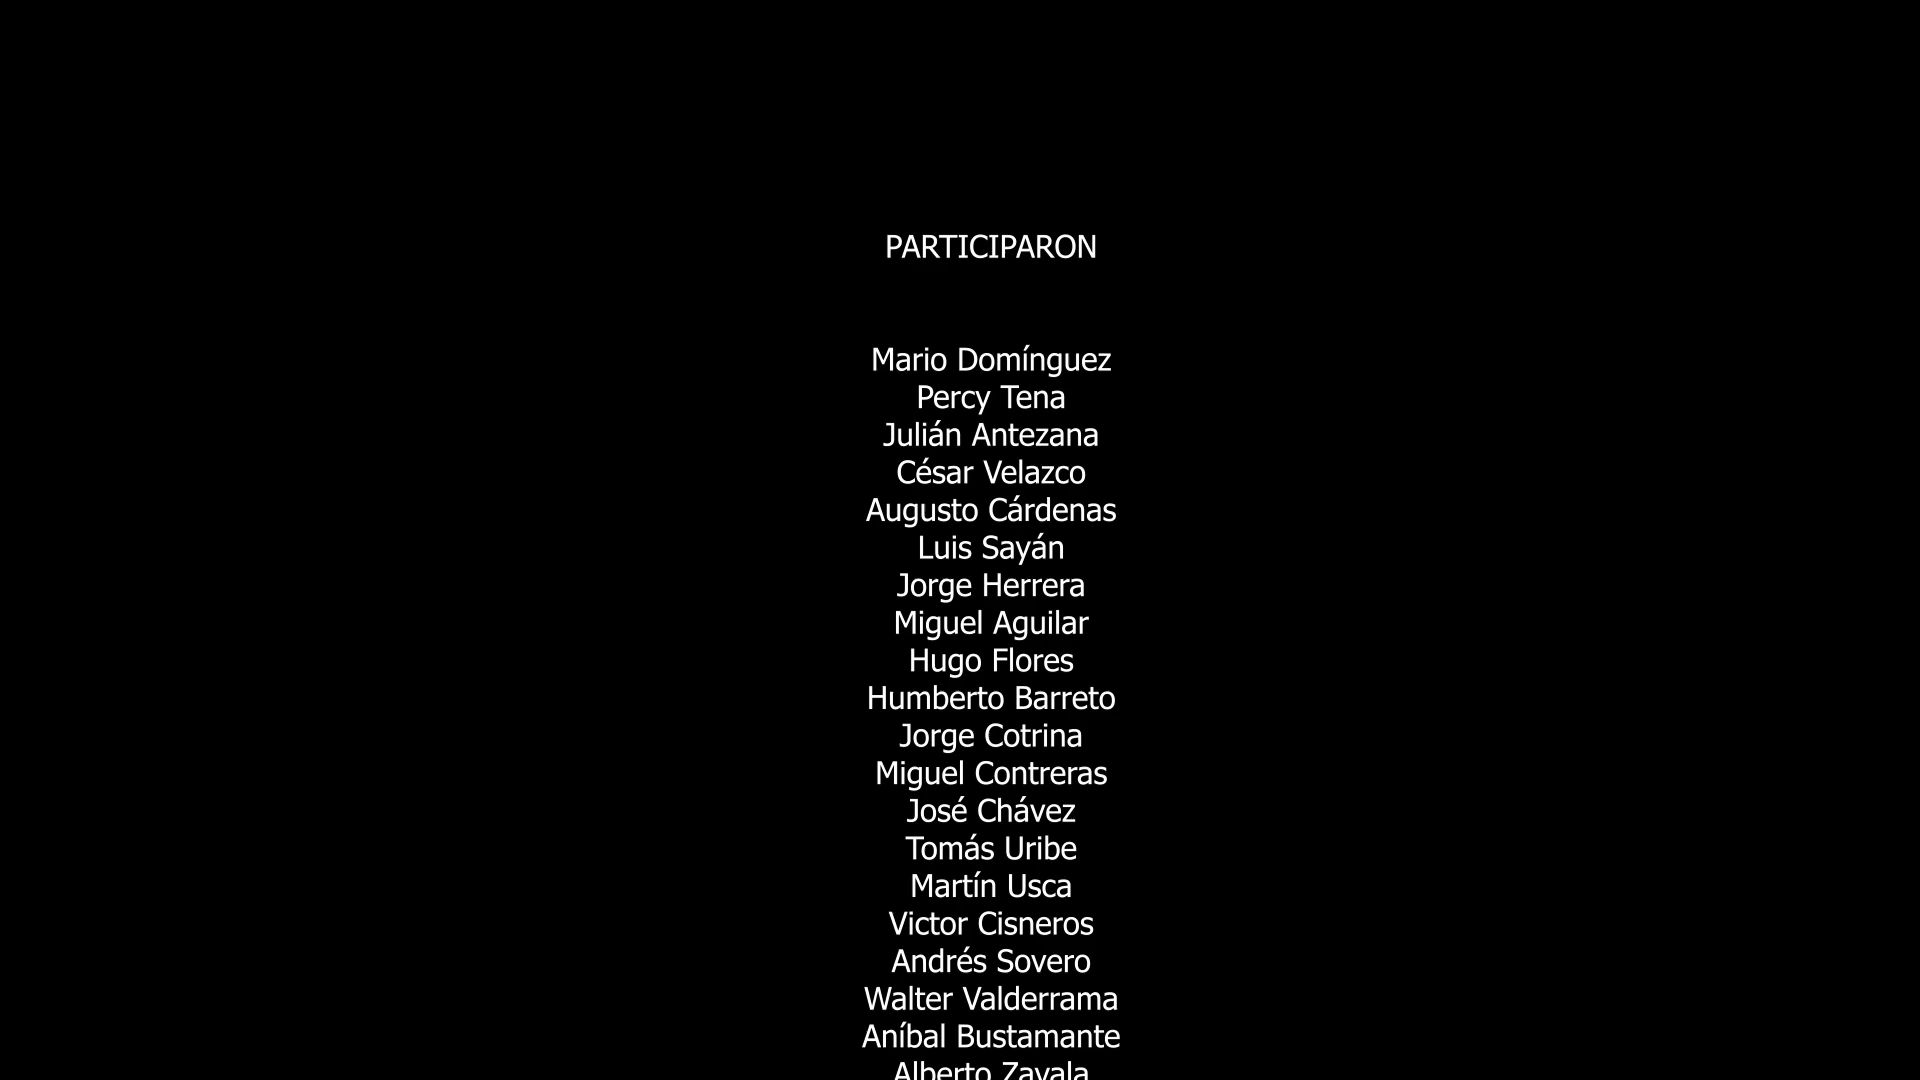 PARTICIPARON
Mario Domínguez
Percy Tena
Julián Antezana
César Velazco
Augusto Cárdenas
Luis Sayán
Jorge Herrera
Miguel Aguilar
Hugo Flores
Humberto Barreto
Jorge Cotrina
Miguel Contreras
José Chávez
Tomás Uribe
Martín Usca
Victor Cisneros
Andrés Sovero
Walter Valderrama
Aníbal Bustamante
Alberto Zavala